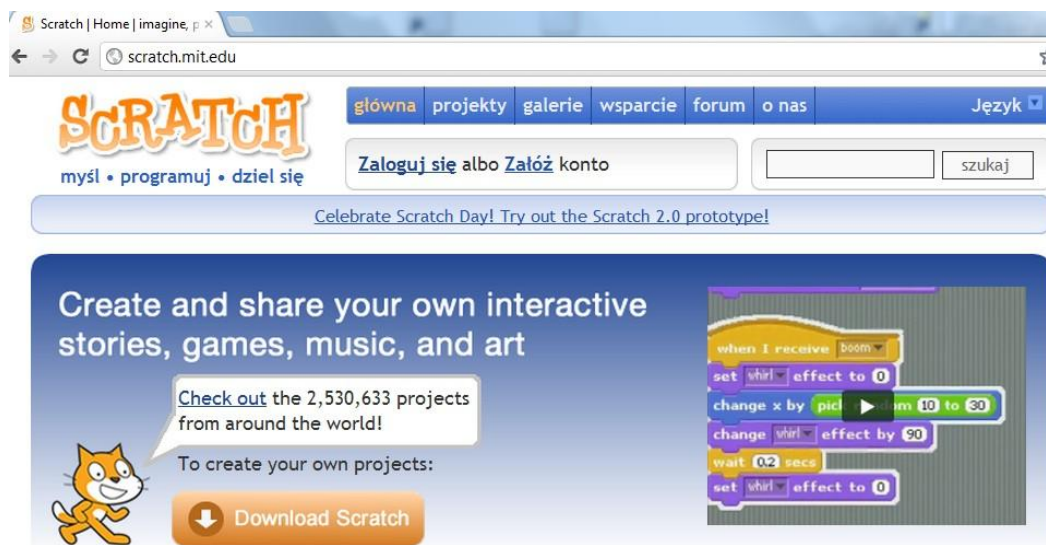 Scratch | Home | imagine, p
scratch.mit.edu
SCRATCH
myśl • programuj • dziel się
główna projekty galerie wsparcie forum o nas Język
Zaloguj się albo Załóż konto
szukaj
Celebrate Scratch Day! Try out the Scratch 2.0 prototype!
Create and share your own interactive
stories, games, music, and art
Check out the 2,530,633 projects
from around the world!
To create your own projects:
Download Scratch
when I receive boom
set whirl effect to 0
change x by pick random 10 to 30
change whirl effect by 90
wait 0.2 secs
set whirl effect to 0